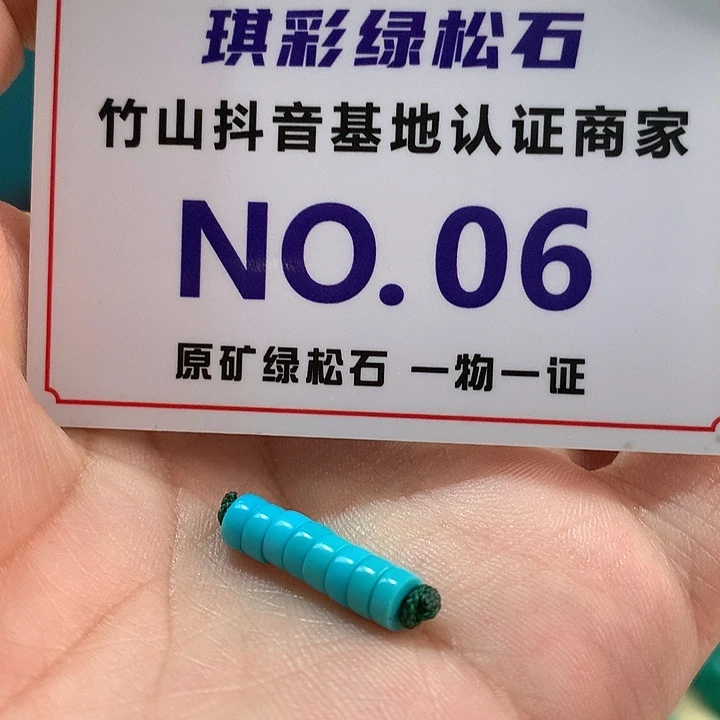 琪彩绿松石
竹山抖音基地认证商家
NO.06
原矿绿松石 一物一证